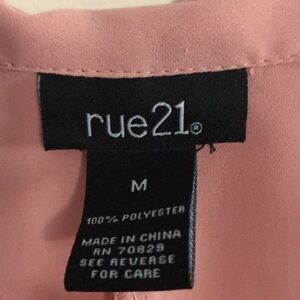 rue21®
M
100% POLYESTER
MADE IN CHINA
RN 70829
SEE REVERSE
FOR CARE